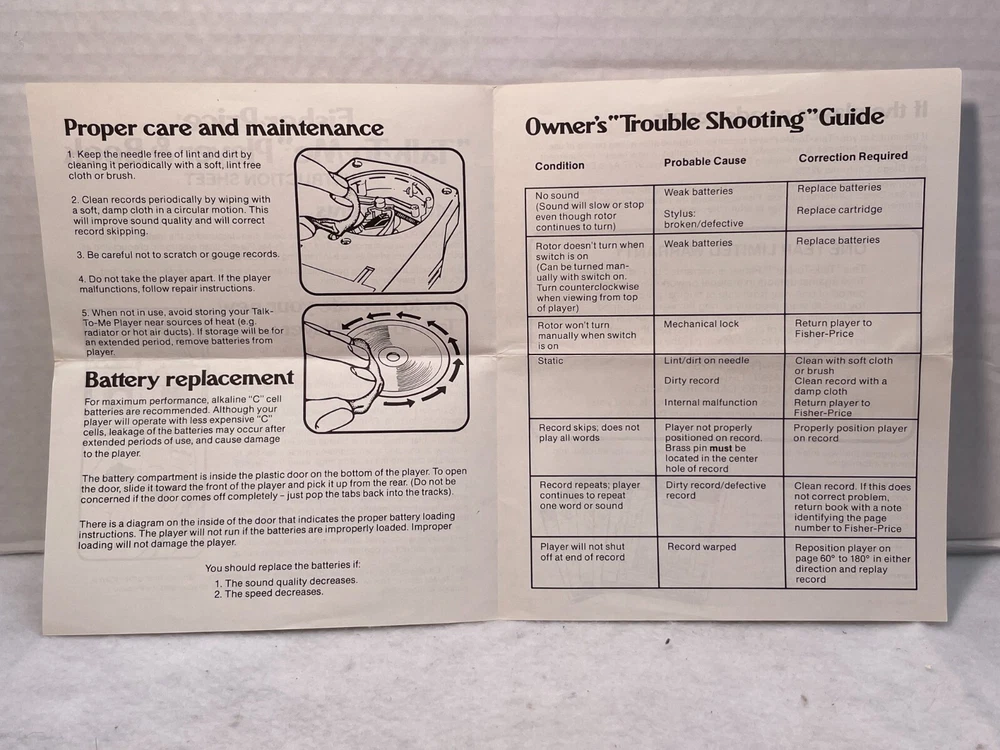 Proper care and maintenance
1. Keep the needle free of lint and dirt by
cleaning it periodically with a soft, lint free
cloth or brush.
2. Clean records periodically by wiping with
a soft, damp cloth in a circular motion. This
will improve sound quality and will correct
record skipping.
3. Be careful not to scratch or gouge records.
4. Do not take the player apart. If the player
malfunctions, follow repair instructions.
5. When not in use, avoid storing your Talk-
To-Me Player near sources of heat (e.g.
radiator or hot air ducts). If storage will be for
an extended period, remove batteries from
player.
Battery replacement
For maximum performance, alkaline "C" cell
batteries are recommended. Although your
player will operate with less expensive "C"
cells, leakage of the batteries may occur after
extended periods of use, and cause damage
to the player.
The battery compartment is inside the plastic door on the bottom of the player. To open
the door, slide it toward the front of the player and pick it up from the rear. (Do not be
concerned if the door comes off completely – just pop the tabs back into the tracks).
There is a diagram on the inside of the door that indicates the proper battery loading
instructions. The player will not run if the batteries are improperly loaded. Improper
loading will not damage the player.
You should replace the batteries if:
1. The sound quality decreases.
2. The speed decreases.
Owner's "Trouble Shooting" Guide
Condition Probable Cause Correction Required
No sound
(Sound will slow or stop
even though rotor
continues to turn)
Weak batteries
Stylus:
broken/defective
Replace batteries
Replace cartridge
Rotor doesn't turn when
switch is on
(Can be turned man-
ually with switch on.
Turn counterclockwise
when viewing from top
of player)
Weak batteries
Replace batteries
Rotor won't turn
manually when switch
is on
Mechanical lock
Return player to
Fisher-Price
Static
Lint/dirt on needle
Dirty record
Internal malfunction
Clean with soft cloth
or brush
Clean record with a
damp cloth
Return player to
Fisher-Price
Record skips; does not
play all words
Player not properly
positioned on record.
Brass pin must be
located in the center
hole of record
Properly position player
on record
Record repeats; player
continues to repeat
one word or sound
Dirty record/defective
record
Clean record. If this does
not correct problem,
return book with a note
identifying the page
number to Fisher-Price
Player will not shut
off at end of record
Record warped
Reposition player on
page 60° to 180° in either
direction and replay
record